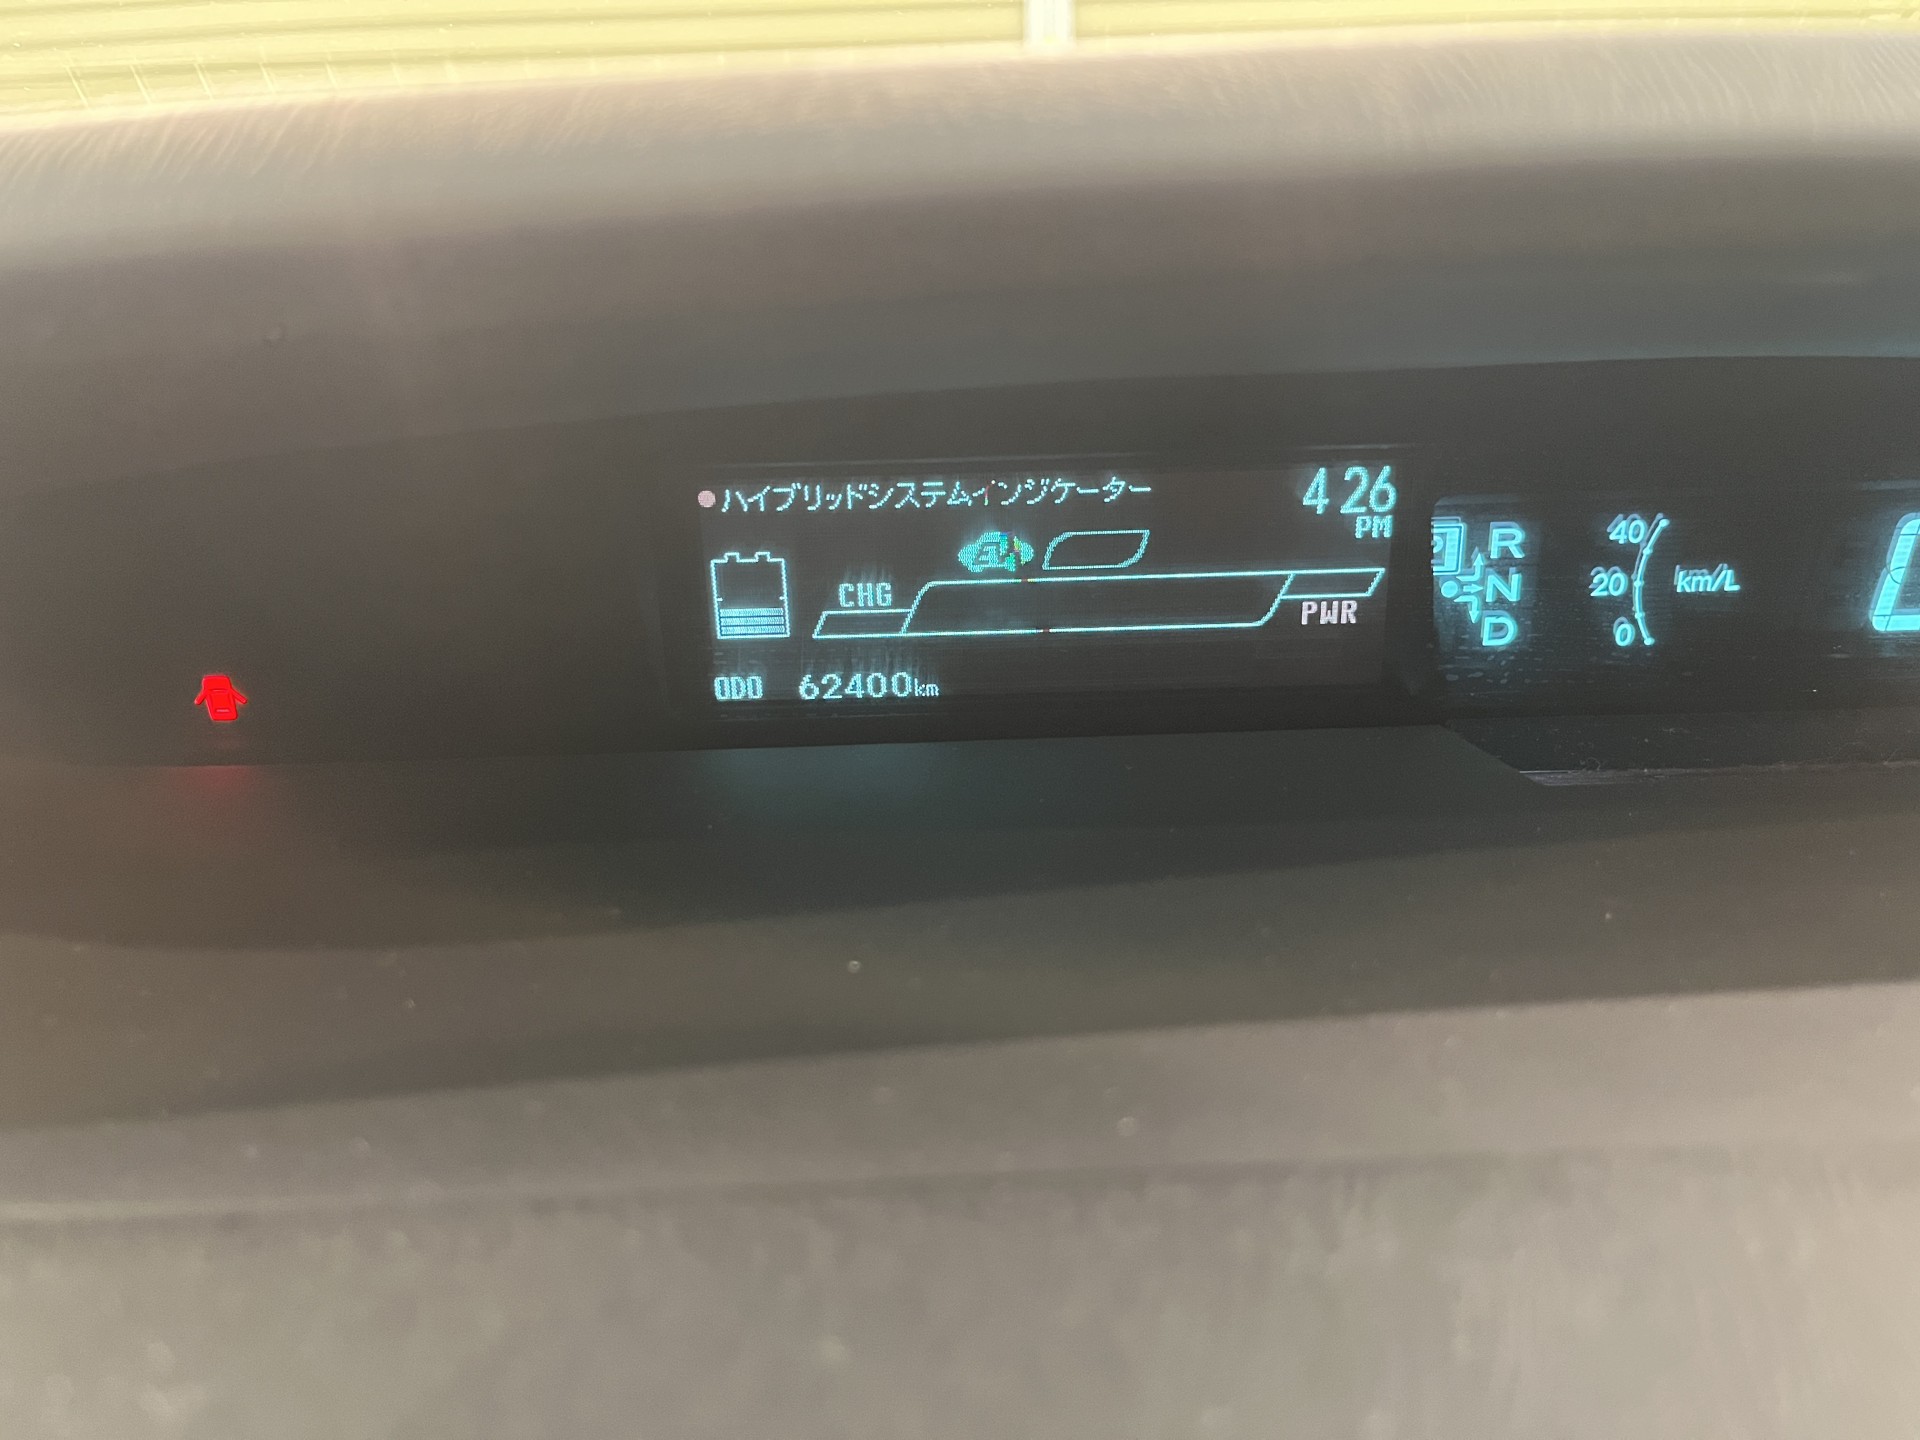 ハイブリッドシステムインジケーター
4:26
PM
CHG
PWR
ODO 62400km
P
R
N
D
40
20
0
km/L